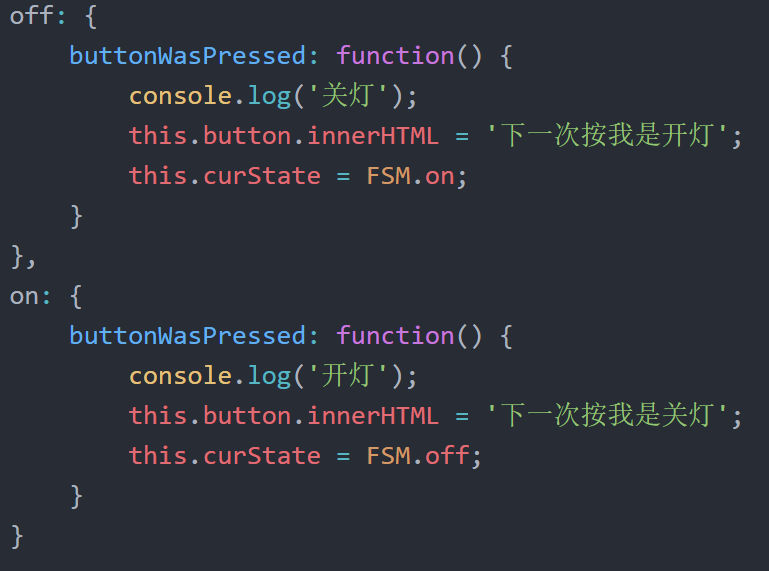 off: {
    buttonWasPressed: function() {
        console.log('关灯');
        this.button.innerHTML = '下一次按我是开灯';
        this.curState = FSM.on;
    }
},
on: {
    buttonWasPressed: function() {
        console.log('开灯');
        this.button.innerHTML = '下一次按我是关灯';
        this.curState = FSM.off;
    }
}